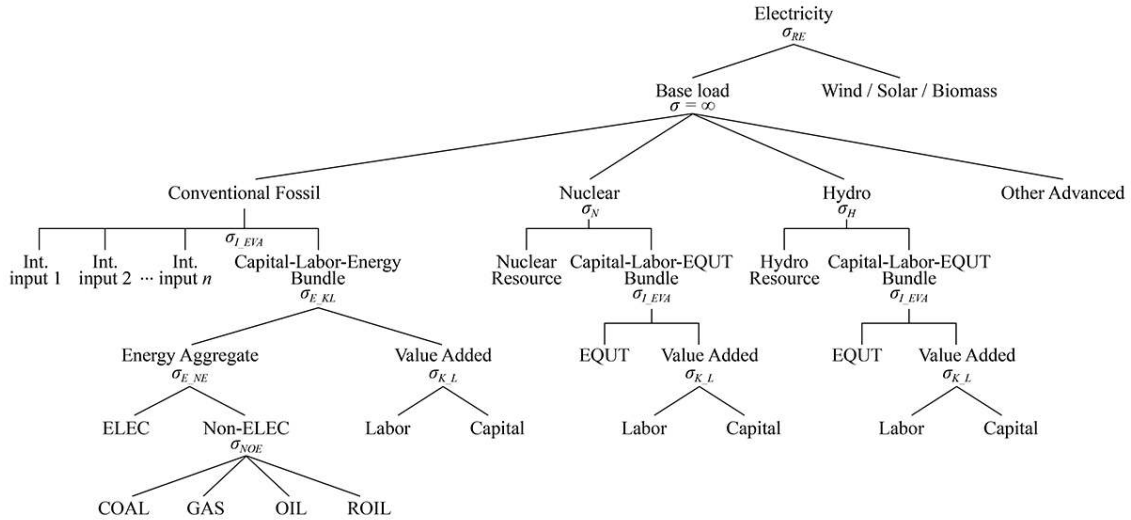 Electricity
σRE
Base load
σ = ∞
Wind / Solar / Biomass
Conventional Fossil
Nuclear
σN
Hydro
σH
Other Advanced
σI_EVA
Int.
input 1
Int.
input 2
...
Int.
input n
Capital-Labor-Energy
Bundle
σE_KL
Nuclear
Resource
Capital-Labor-EQUT
Bundle
σI_EVA
Hydro
Resource
Capital-Labor-EQUT
Bundle
σI_EVA
Energy Aggregate
σE_NE
Value Added
σK_L
EQUT
Value Added
σK_L
EQUT
Value Added
σK_L
ELEC
Non-ELEC
σNOE
Labor
Capital
Labor
Capital
Labor
Capital
COAL
GAS
OIL
ROIL